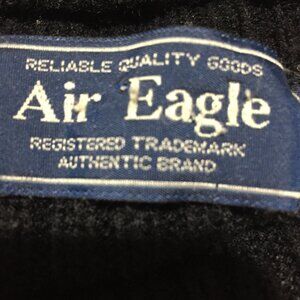 RELIABLE QUALITY GOODS
Air Eagle
REGISTERED TRADEMARK
AUTHENTIC BRAND